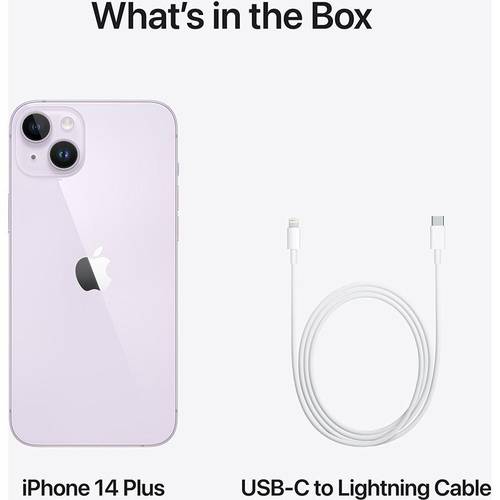 What’s in the Box
iPhone 14 Plus
USB-C to Lightning Cable